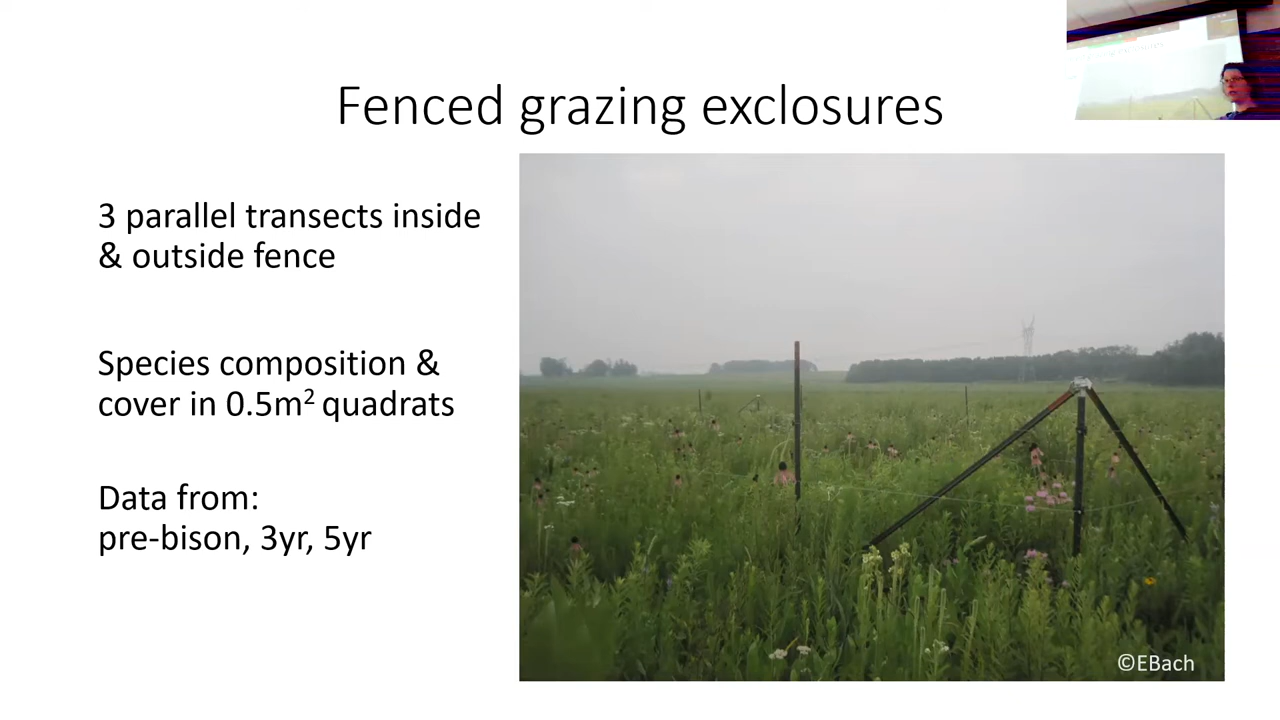 Fenced grazing exclosures
3 parallel transects inside
& outside fence
Species composition &
cover in 0.5m² quadrats
Data from:
pre-bison, 3yr, 5yr
©EBach